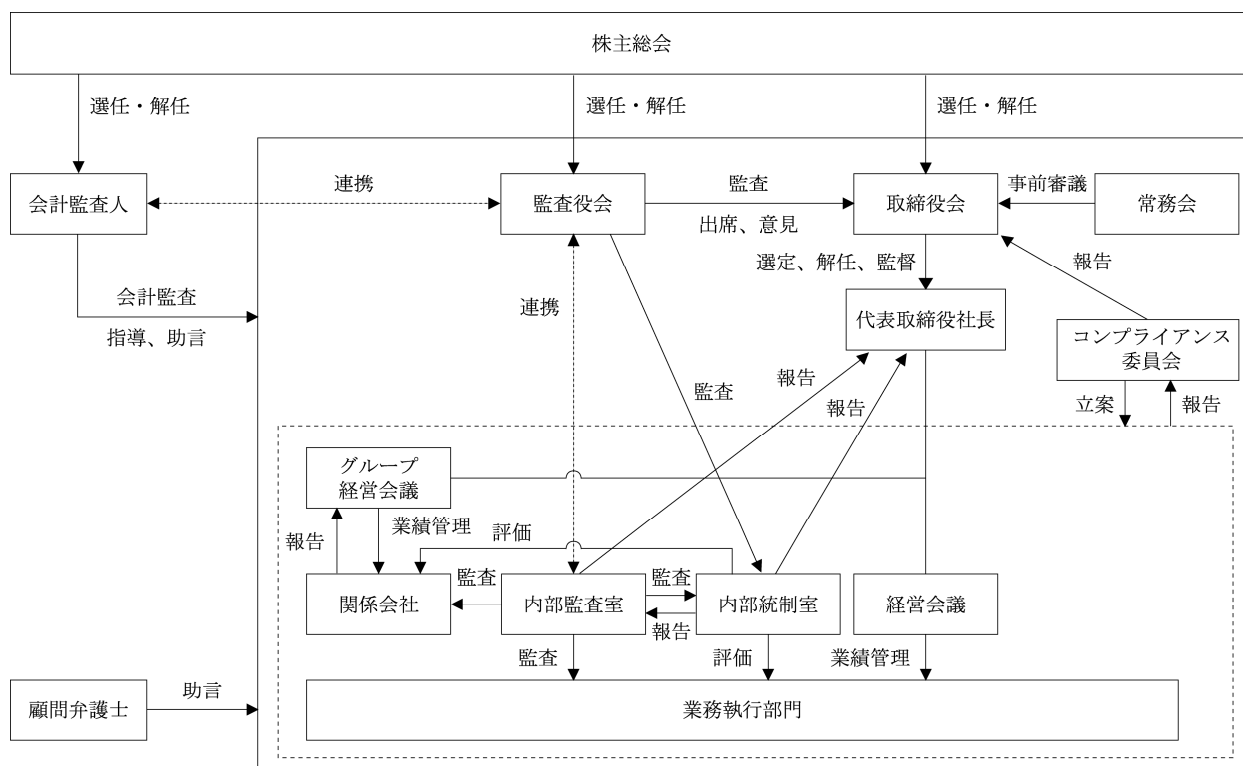 株主総会
選任・解任
選任・解任
選任・解任
会計監査人
連携
監査役会
監査
出席、意見
取締役会
事前審議
常務会
選定、解任、監督
報告
会計監査
指導、助言
連携
代表取締役社長
コンプライアンス
委員会
監査
報告
報告
立案
報告
グループ
経営会議
報告
業績管理
評価
関係会社
監査
内部監査室
監査
報告
内部統制室
経営会議
監査
評価
業績管理
顧問弁護士
助言
業務執行部門